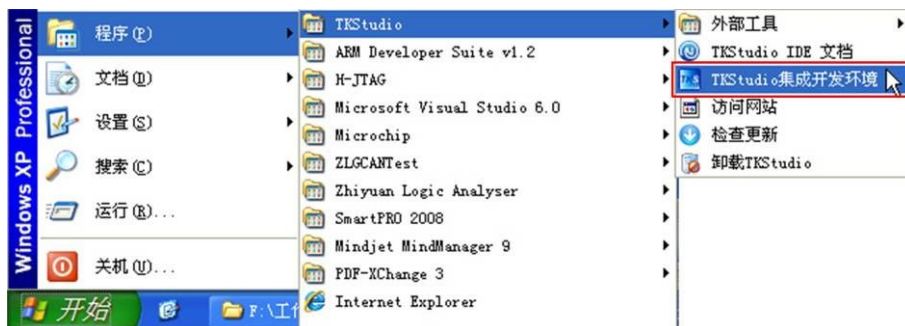 Windows XP Professional
程序(P)
文档(D)
设置(S)
搜索(C)
运行(R)...
关机(U)...
开始
F:\工作
TKStudio
ARM Developer Suite v1.2
H-JTAG
Microsoft Visual Studio 6.0
Microchip
ZLGCANTest
Zhiyuan Logic Analyser
SmartPRO 2008
Mindjet MindManager 9
PDF-XChange 3
Internet Explorer
外部工具
TKStudio IDE 文档
TKStudio集成开发环境
访问网站
检查更新
卸载TKStudio